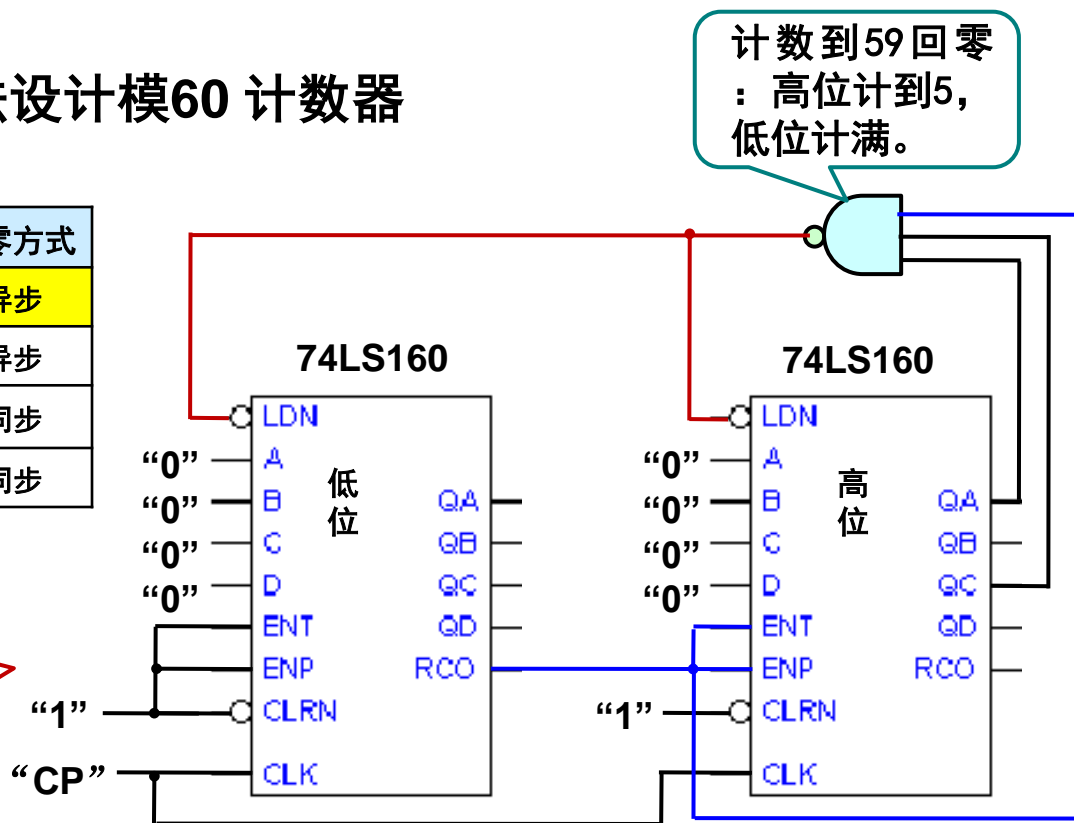 计数到59回零
：高位计到5，
低位计满。
设计模60 计数器
零方式
异步
异步
同步
同步
74LS160
LDN
“0” A
“0” B
“0” C
“0” D
低
位
QA
QB
QC
QD
ENT
ENP
RCO
“1”
CLRN
“CP”
CLK
74LS160
LDN
“0” A
“0” B
“0” C
“0” D
高
位
QA
QB
QC
QD
ENT
ENP
RCO
“1”
CLRN
CLK